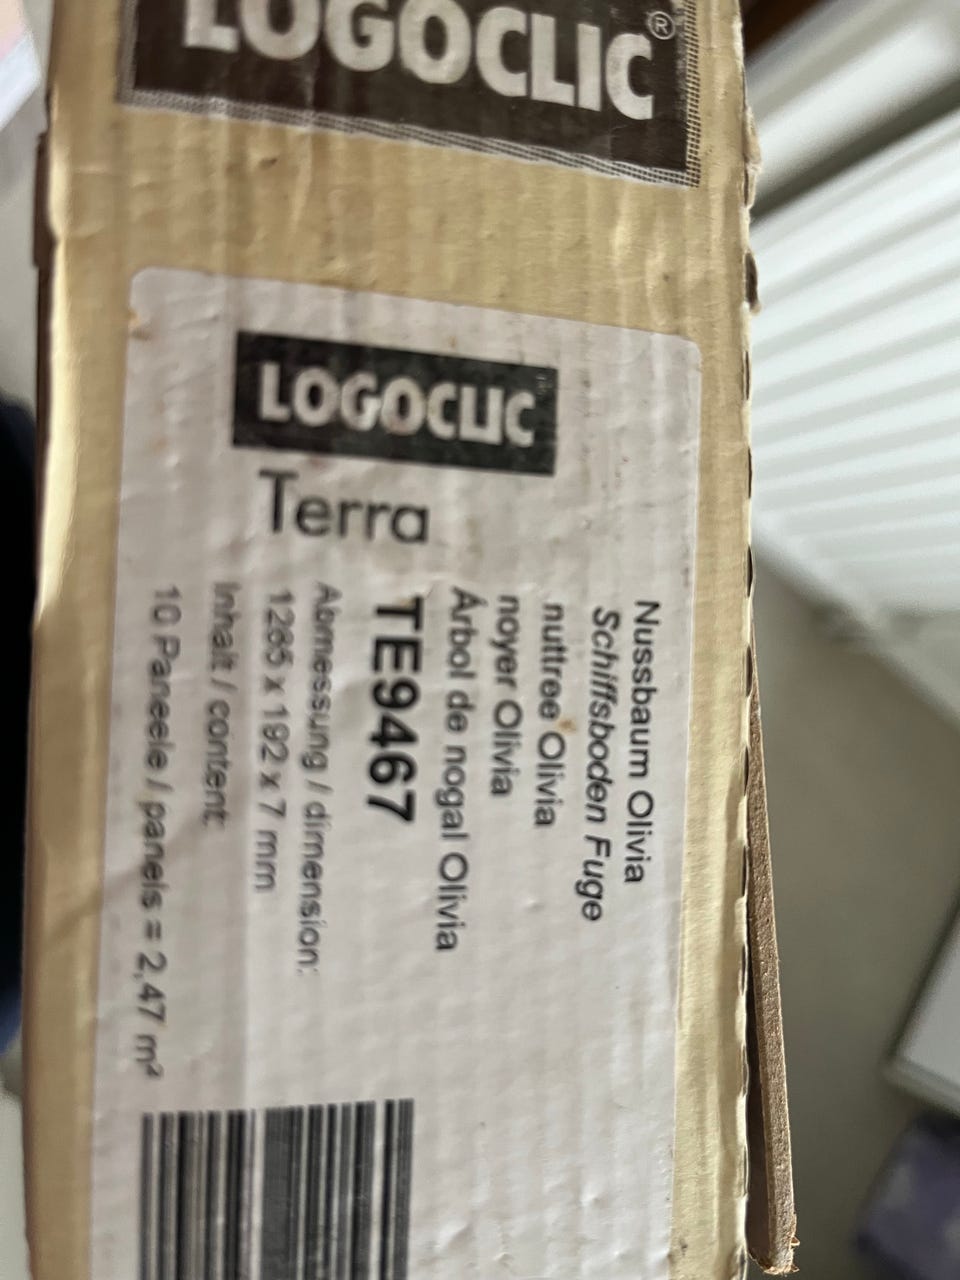 LOGOCLIC®
LOGOCLIC
Terra
Nussbaum Olivia
Schiffsboden Fuge
nuttree Olivia
noyer Olivia
Árbol de nogal Olivia
TE9467
Abmessung / dimension:
1285 x 192 x 7 mm
Inhalt / content:
10 Paneele / panels = 2,47 m²